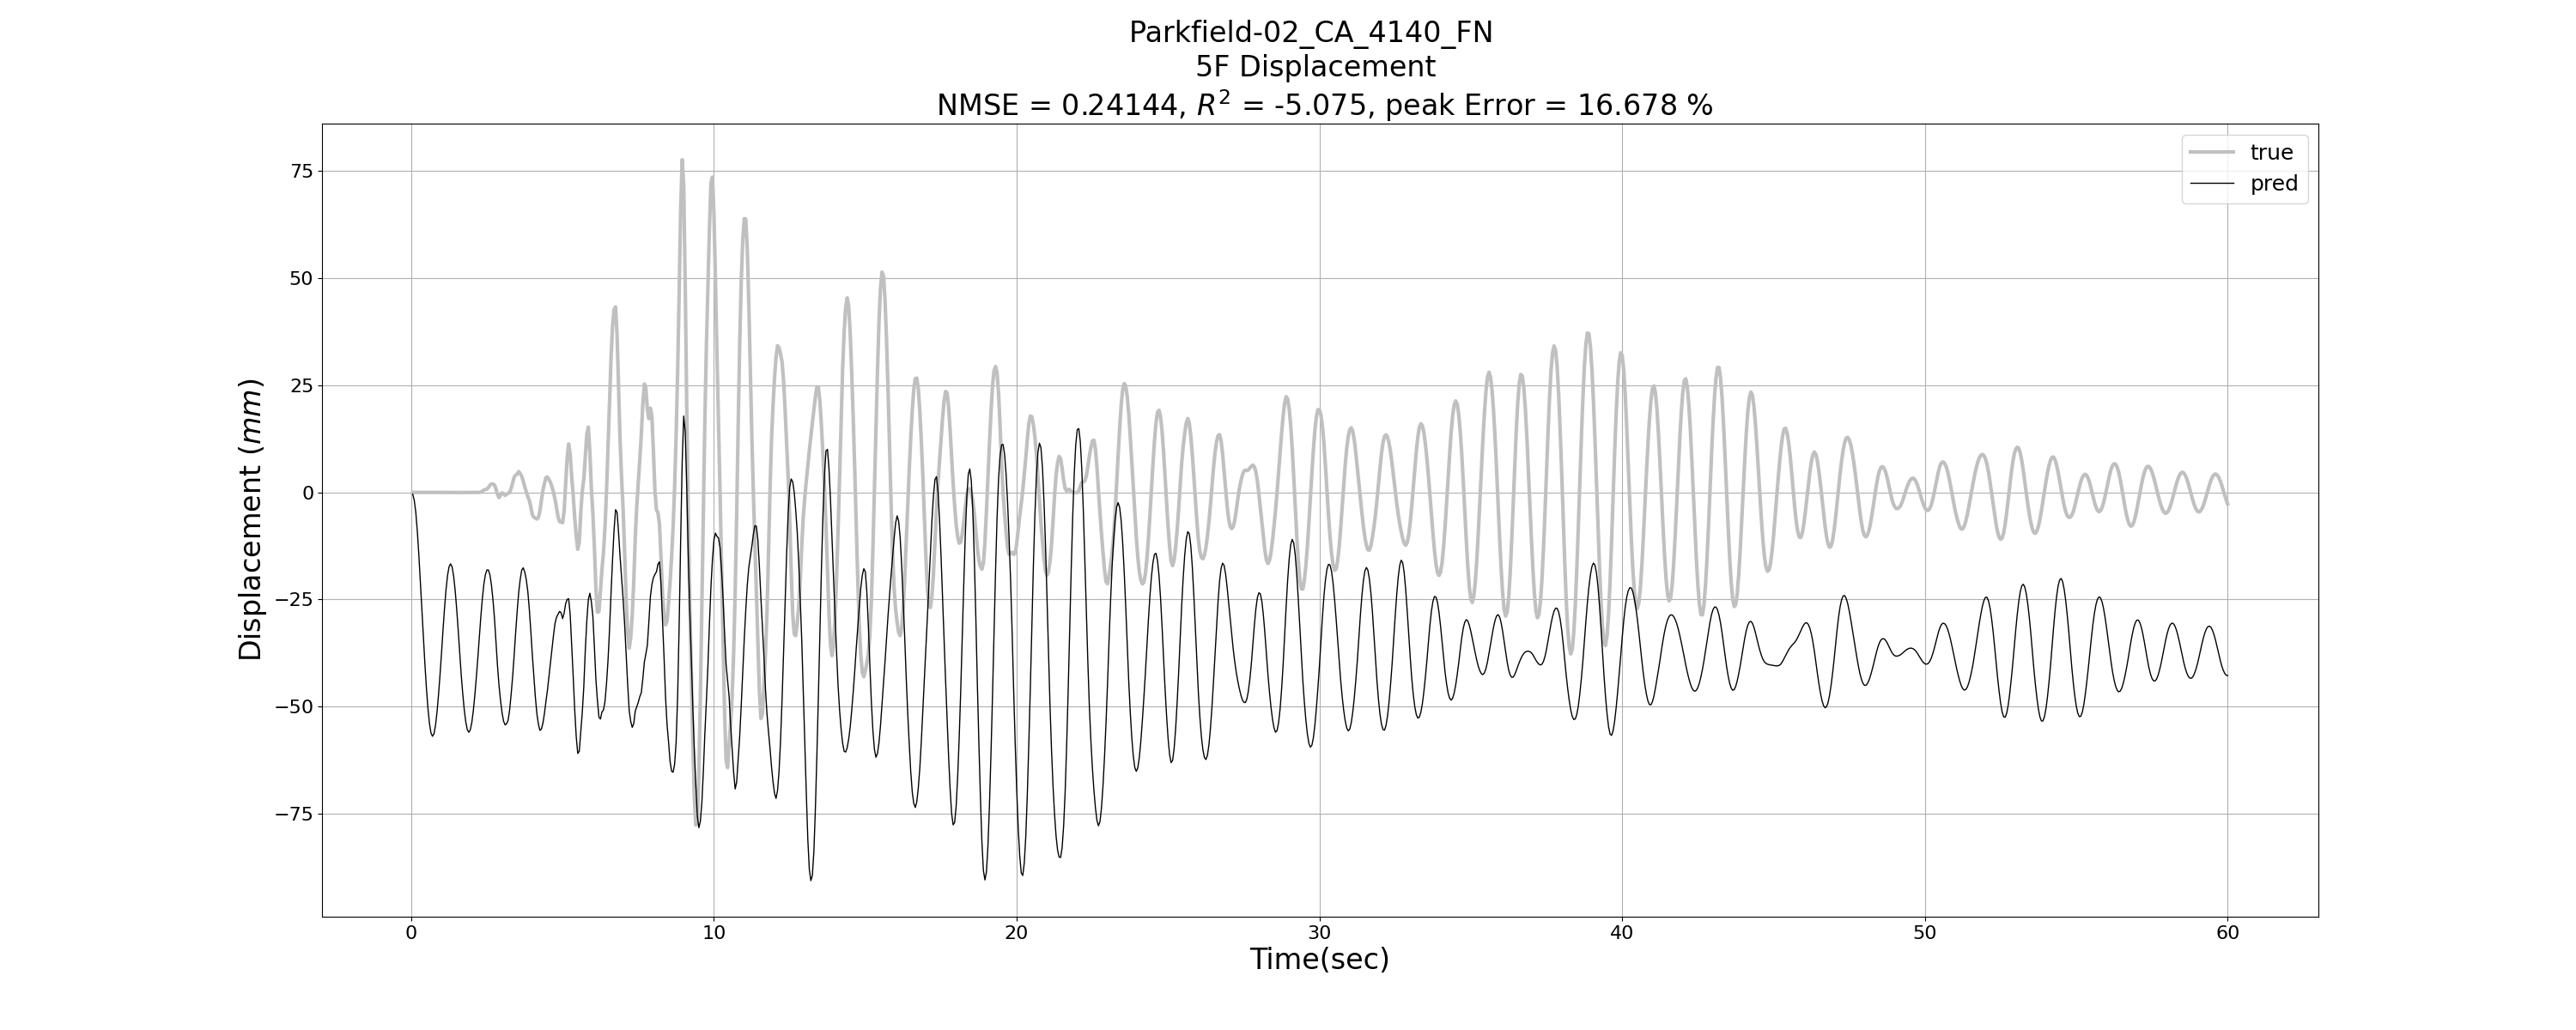 Parkfield-02_CA_4140_FN
5F Displacement
NMSE = 0.24144, R² = -5.075, peak Error = 16.678 %
true
pred
75
50
25
0
−25
−50
−75
Displacement (mm)
0 10 20 30 40 50 60
Time(sec)